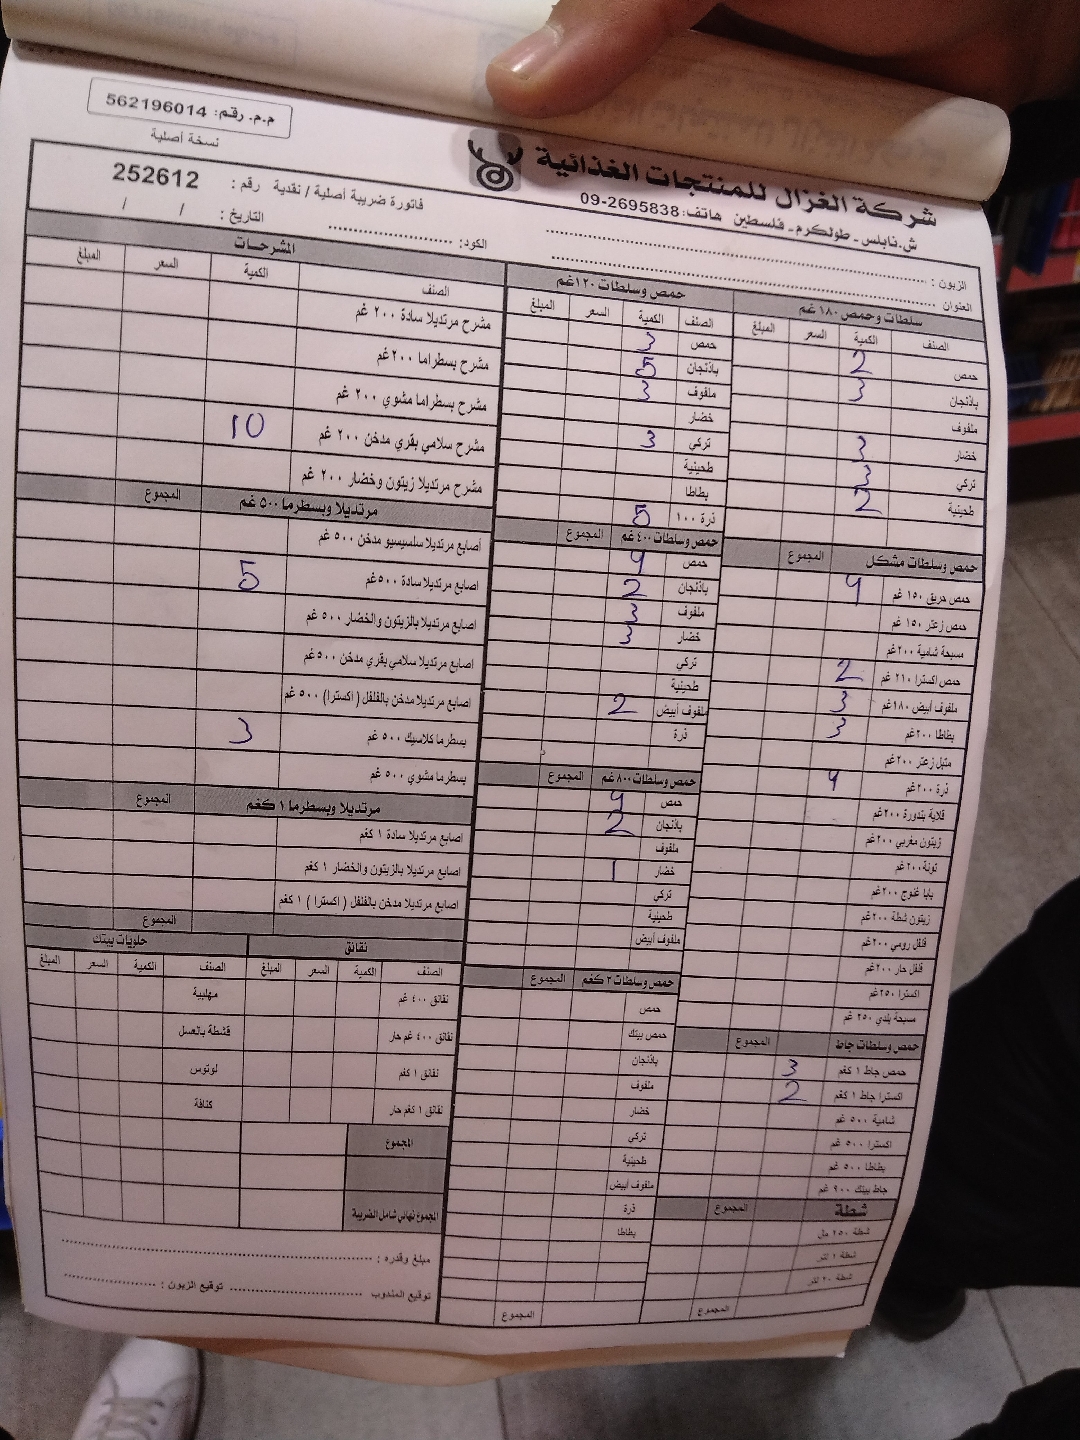 م.م. رقم: 562196014
نسخة أصلية
شركة الغزال للمنتجات الغذائية
ش.نابلس - طولكرم - فلسطين هاتف: 09-2695838
فاتورة ضريبة أصلية / نقدية رقم: 252612
التاريخ: / /
الكود:
الزبون:
العنوان
سلطات وحمص ١٨٠ غم
الصنف الكمية السعر المبلغ
حمص 2
باذنجان 3
ملفوف
خضار 3
تركي 3
طحينية 2
حمص وسلطات مشكل المجموع
حمص حريق ١٥٠ غم 4
حمص زعتر ١٥٠ غم
مسبحة شامية ٢٠٠غم
حمص اكسترا ٢١٠ غم 2
ملفوف أبيض ١٨٠غم 3
بطاطا ٢٠٠غم 3
متبل زعتر ٢٠٠غم
ذرة ٢٠٠غم 4
قلاية بندورة ٢٠٠غم
زيتون مغربي ٢٠٠غم
تونة ٢٠٠غم
بابا غنوج ٢٠٠غم
زيتون شطة ٢٠٠غم
فلفل رومي ٢٠٠غم
فلفل حار ٢٠٠غم
اكسترا ٢٥٠غم
مسبحة بلدي ٢٥٠ غم
حمص وسلطات جاط المجموع
حمص جاط ١ كغم 3
اكسترا جاط ١ كغم 2
شامية ٥٠٠ غم
اكسترا ٥٠٠ غم
بطاطا ٥٠٠ غم
جاط بيتك ٩٠٠ غم
شطة المجموع
شطة ٢٥٠ مل
شطة ١ لتر
شطة ٢٠ لتر
المجموع
حمص وسلطات ١٢٠غم
الصنف الكمية السعر المبلغ
حمص 3
باذنجان 5
ملفوف 3
خضار
تركي 3
طحينية
بطاطا
ذرة ١٠٠ 5
حمص وسلطات ٤٠٠ غم المجموع
حمص 4
باذنجان 2
ملفوف 3
خضار 3
تركي
طحينية
ملفوف أبيض 2
ذرة
حمص وسلطات ٨٠٠ غم المجموع
حمص 4
باذنجان 2
ملفوف
خضار 1
تركي
طحينية
ملفوف أبيض
حمص وسلطات ٣ كغم المجموع
حمص
حمص بيتك
باذنجان
ملفوف
خضار
تركي
طحينية
ملفوف أبيض
ذرة
بطاطا
المجموع
المشرحات
الصنف الكمية السعر المبلغ
مشرح مرتديلا سادة ٢٠٠ غم
مشرح بسطراما ٢٠٠غم
مشرح بسطراما مشوي ٢٠٠ غم
مشرح سلامي بقري مدخن ٢٠٠ غم 10
مشرح مرتديلا زيتون وخضار ٢٠٠ غم
مرتديلا وبسطرما ٥٠٠ غم المجموع
أصابع مرتديلا سلسيسيو مدخن ٥٠٠ غم
اصابع مرتديلا سادة ٥٠٠غم 5
اصابع مرتديلا بالزيتون والخضار ٥٠٠ غم
اصابع مرتديلا سلامي بقري مدخن ٥٠٠غم
اصابع مرتديلا مدخن بالفلفل ( اكسترا) ٥٠٠ غم
بسطرما كلاسيك ٥٠٠ غم 3
بسطرما مشوي ٥٠٠ غم
مرتديلا وبسطرما ١ كغم المجموع
اصابع مرتديلا سادة ١ كغم
اصابع مرتديلا بالزيتون والخضار ١ كغم
اصابع مرتديلا مدخن بالفلفل ( اكسترا ) ١ كغم
المجموع
نقانق
الصنف الكمية السعر المبلغ
نقانق ٤٠٠ غم
نقانق ٤٠٠ غم حار
نقانق ١ كغم
نقانق ١ كغم حار
حلويات بيتك
الصنف الكمية السعر المبلغ
مهلبية
قشطة بالعسل
لوتوس
كنافة
المجموع
المجموع نهائي شامل الضريبة
مبلغ وقدره :
توقيع المندوب توقيع الزبون :